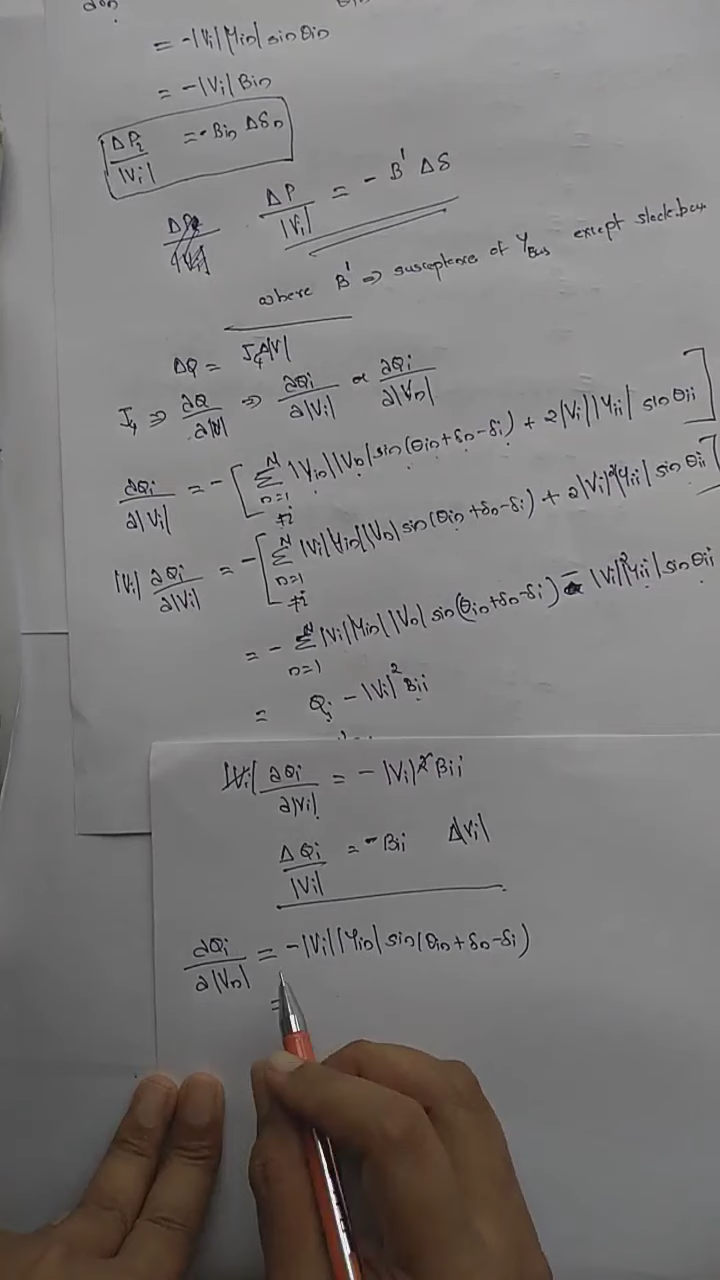 = -|Vi||Yin| sin θin
= -|Vi| Bin
ΔPi/|Vi| = - Bin Δδn
ΔP/|Vi| = - B' Δδ
where B' ⇒ susceptence of YBus except slack bus
ΔQ = J4 Δ|V|
J4 ⇒ ∂Q/∂|V| ⇒ ∂Qi/∂|Vi| & ∂Qi/∂|Vn|
∂Qi/∂|Vi| = - [ Σ n=1 ≠i N |Yin||Vn| sin(θin+δn-δi) + 2|Vi||Yii| sin θii ]
|Vi| ∂Qi/∂|Vi| = - [ Σ n=1 ≠i N |Vi||Yin||Vn| sin(θin+δn-δi) + 2|Vi|²|Yii| sin θii ]
= - Σ n=1 N |Vi||Yin||Vn| sin(θin+δn-δi) - |Vi|²|Yii| sin θii
= Qi - |Vi|² Bii
|Vi| ∂Qi/∂|Vi| = - |Vi|² Bii
ΔQi/|Vi| = - Bii Δ|Vi|
∂Qi/∂|Vn| = -|Vi||Yin| sin(θin+δn-δi)
=